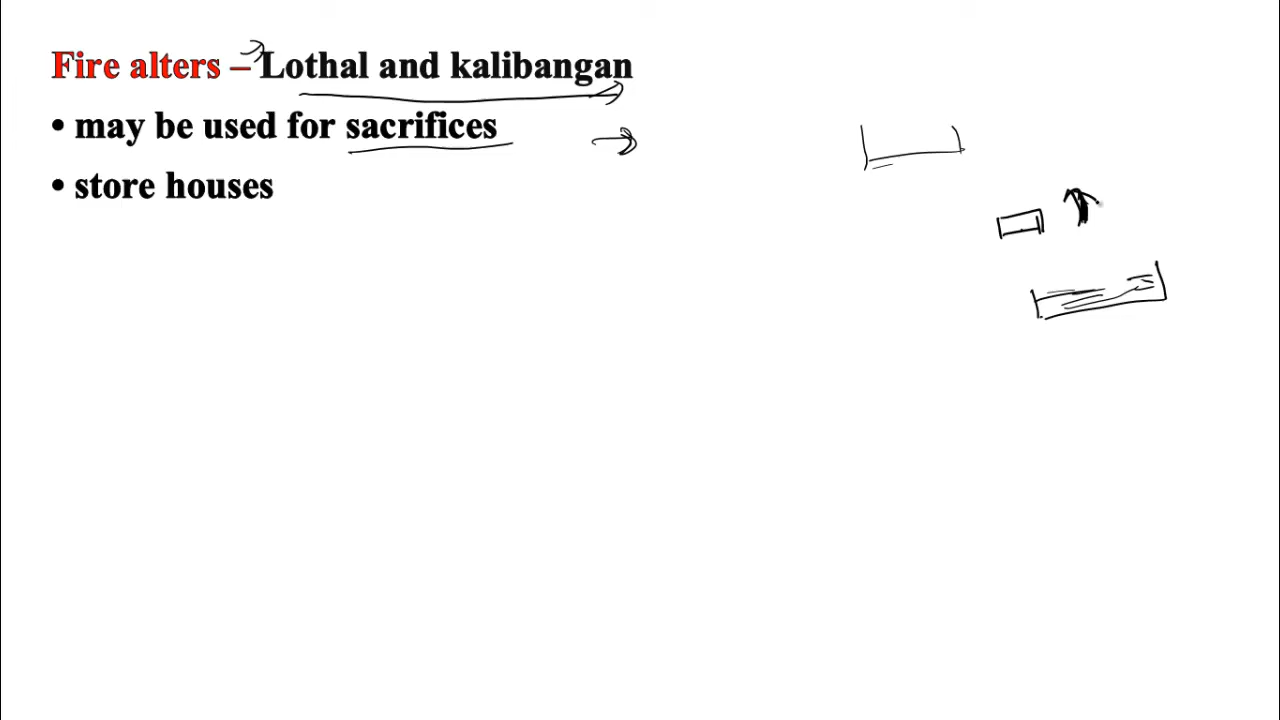 Fire alters – Lothal and kalibangan
• may be used for sacrifices
• store houses